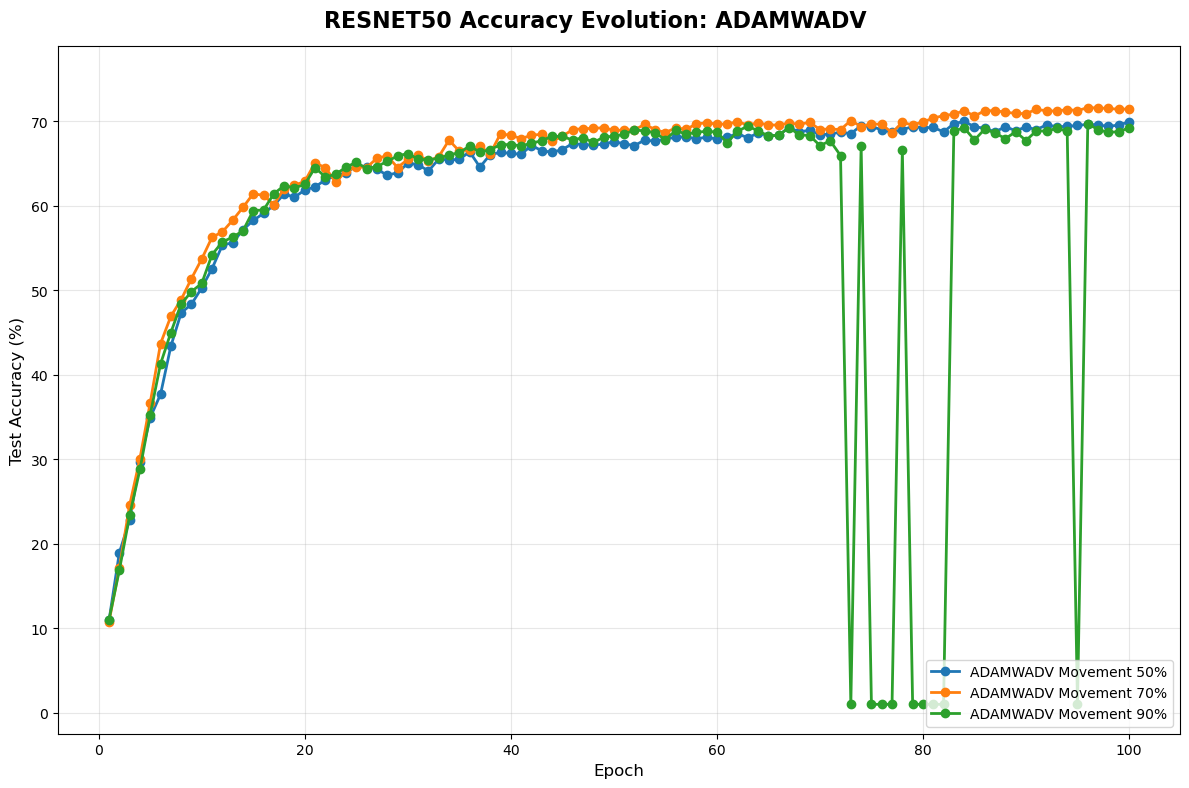 RESNET50 Accuracy Evolution: ADAMWADV
Test Accuracy (%)
70
60
50
40
30
20
10
0
ADAMWADV Movement 50%
ADAMWADV Movement 70%
ADAMWADV Movement 90%
0
20
40
60
80
100
Epoch